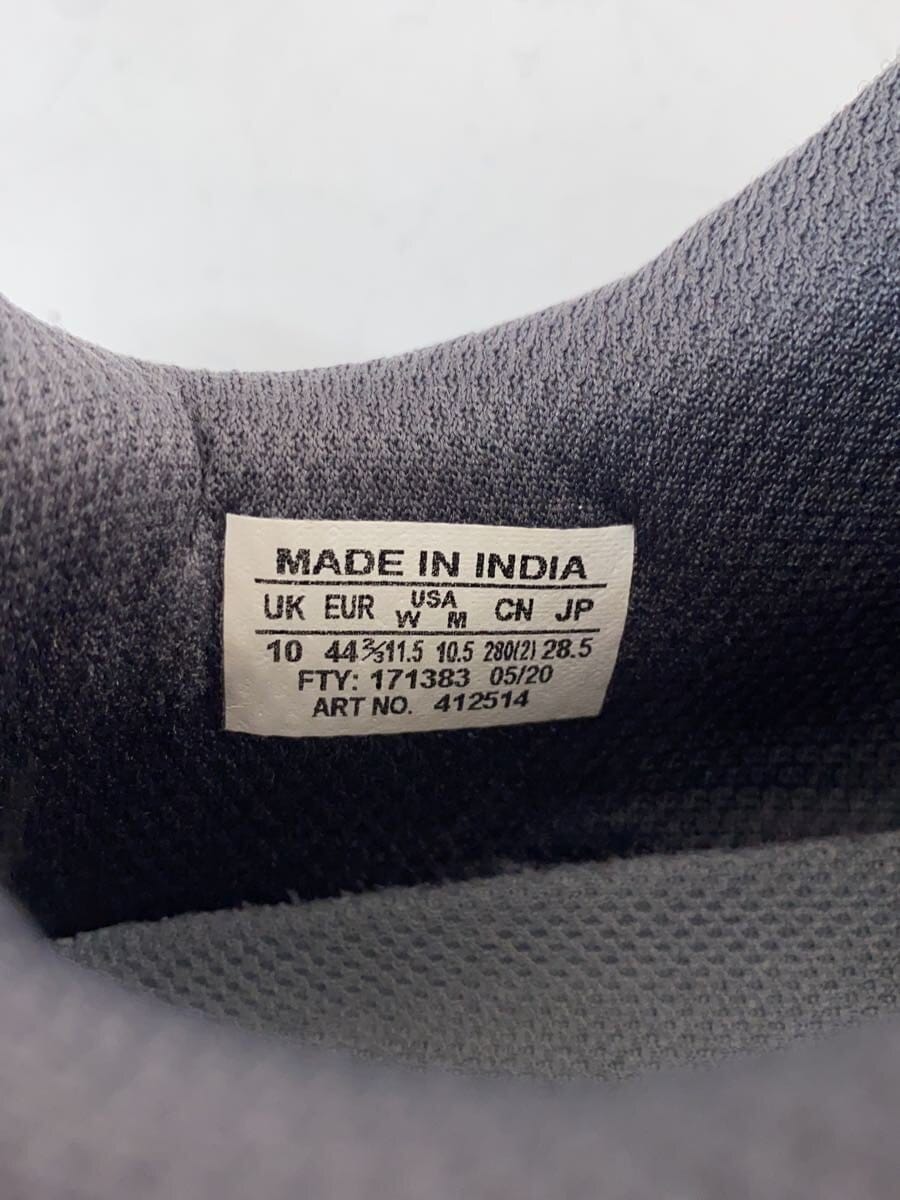 MADE IN INDIA
UK EUR USA W M CN JP
10 44⅔ 11.5 10.5 280(2) 28.5
FTY: 171383 05/20
ART NO. 412514